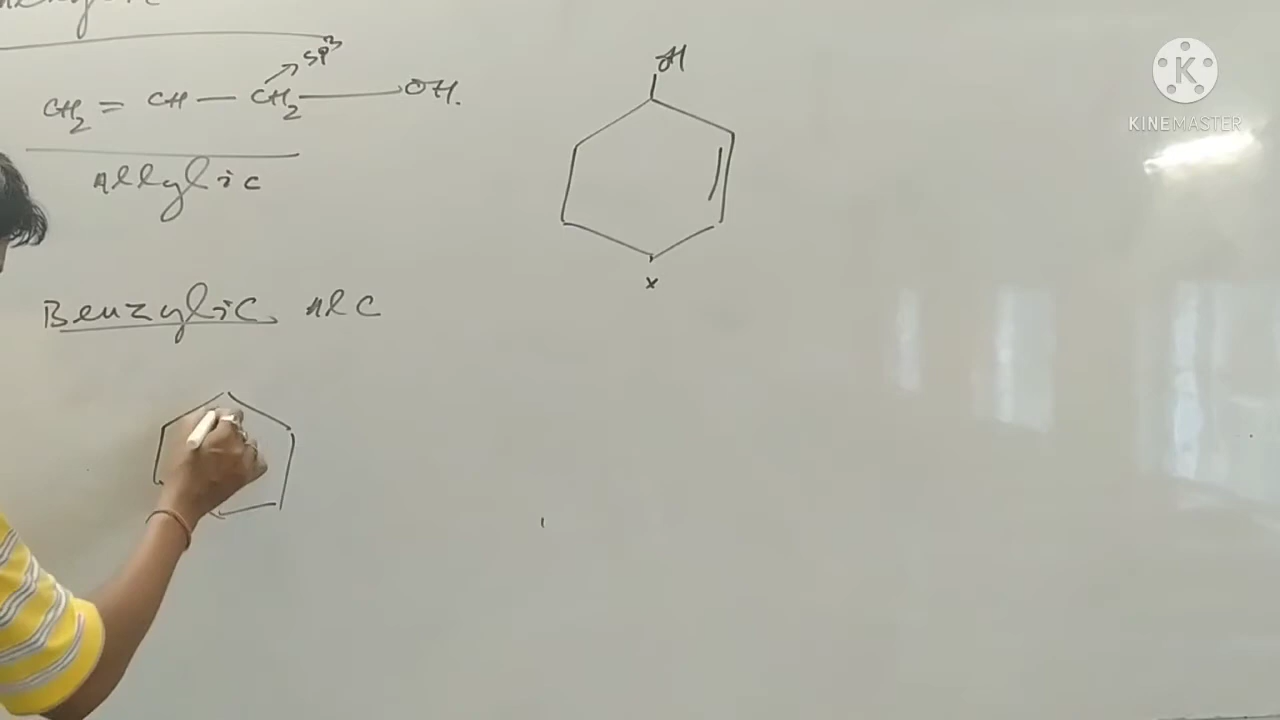 sp³
CH₂ = CH — CH₂ — OH.
Allylic
Benzylic Alc
OH
x
K
KINEMASTER